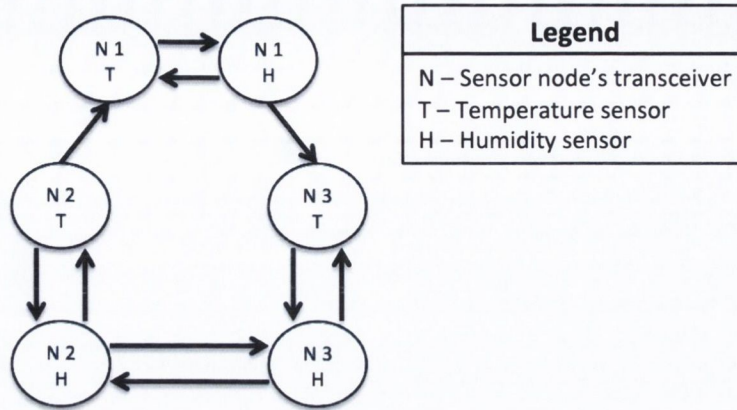 N 1
T
N 1
H
Legend
N – Sensor node's transceiver
T – Temperature sensor
H – Humidity sensor
N 2
T
N 3
T
N 2
H
N 3
H